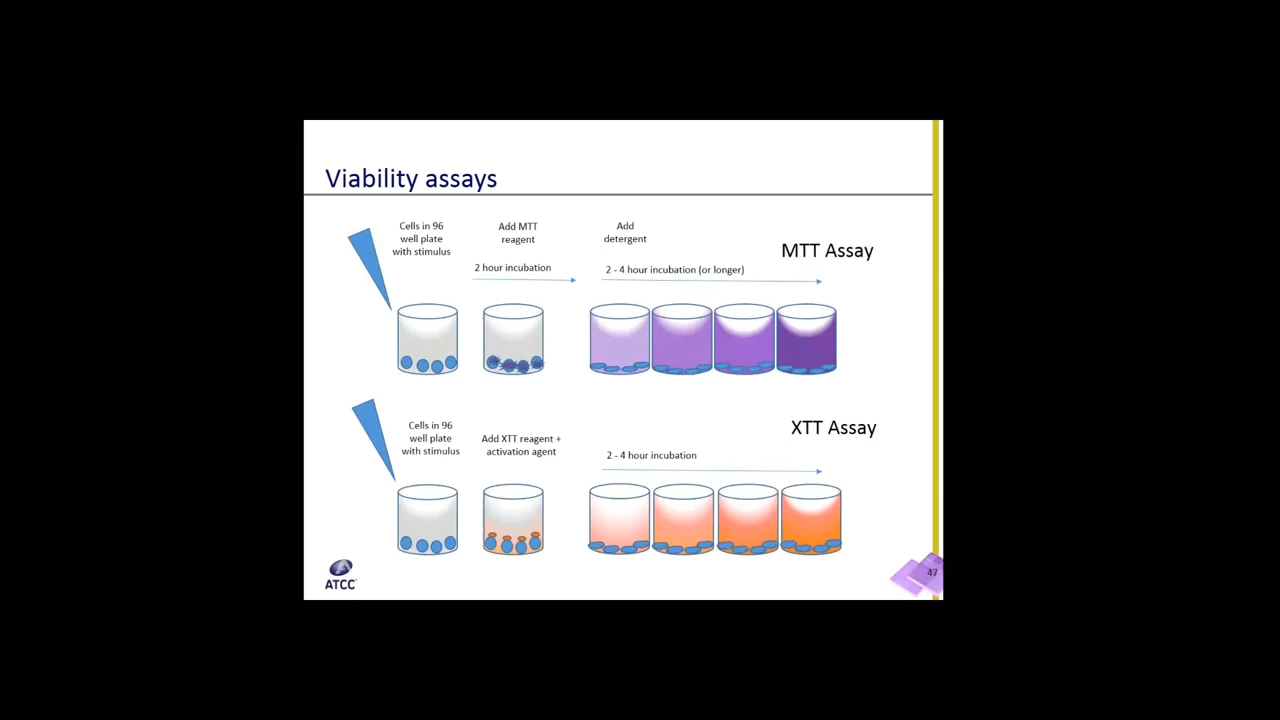 Viability assays
Cells in 96
well plate
with stimulus
Add MTT
reagent
2 hour incubation
Add
detergent
2 - 4 hour incubation (or longer)
MTT Assay
Cells in 96
well plate
with stimulus
Add XTT reagent +
activation agent
2 - 4 hour incubation
XTT Assay
ATCC
47